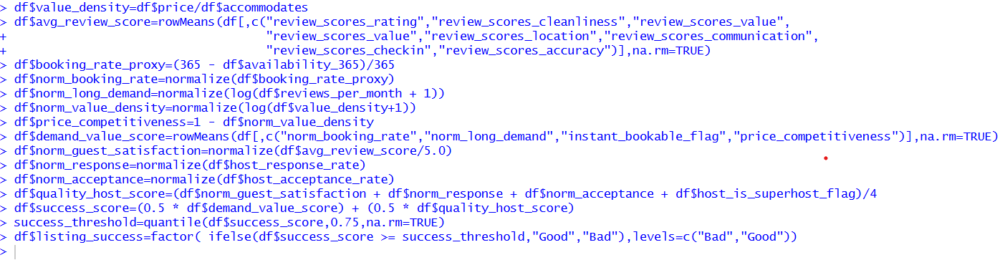 > df$value_density=df$price/df$accommodates
> df$avg_review_score=rowMeans(df[,c("review_scores_rating","review_scores_cleanliness","review_scores_value",
+                                    "review_scores_value","review_scores_location","review_scores_communication",
+                                    "review_scores_checkin","review_scores_accuracy")],na.rm=TRUE)
> df$booking_rate_proxy=(365 - df$availability_365)/365
> df$norm_booking_rate=normalize(df$booking_rate_proxy)
> df$norm_long_demand=normalize(log(df$reviews_per_month + 1))
> df$norm_value_density=normalize(log(df$value_density+1))
> df$price_competitiveness=1 - df$norm_value_density
> df$demand_value_score=rowMeans(df[,c("norm_booking_rate","norm_long_demand","instant_bookable_flag","price_competitiveness")],na.rm=TRUE)
> df$norm_guest_satisfaction=normalize(df$avg_review_score/5.0)
> df$norm_response=normalize(df$host_response_rate)
> df$norm_acceptance=normalize(df$host_acceptance_rate)
> df$quality_host_score=(df$norm_guest_satisfaction + df$norm_response + df$norm_acceptance + df$host_is_superhost_flag)/4
> df$success_score=(0.5 * df$demand_value_score) + (0.5 * df$quality_host_score)
> success_threshold=quantile(df$success_score,0.75,na.rm=TRUE)
> df$listing_success=factor( ifelse(df$success_score >= success_threshold,"Good","Bad"),levels=c("Bad","Good"))
>